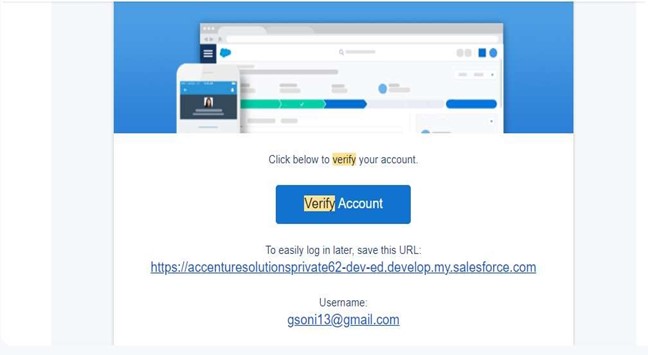 Click below to verify your account.
Verify Account
To easily log in later, save this URL:
https://accenturesolutionsprivate62-dev-ed.develop.my.salesforce.com
Username:
gsoni13@gmail.com